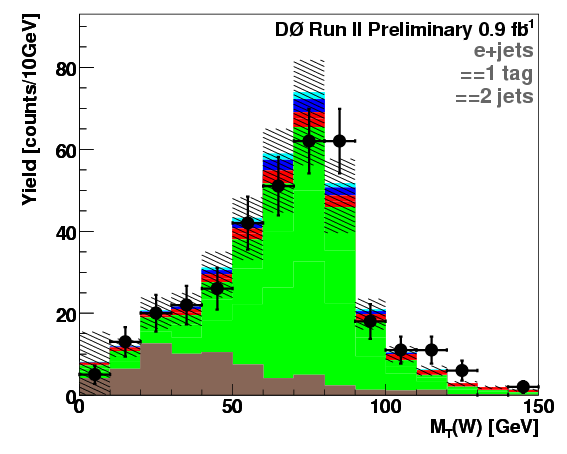 DØ Run II Preliminary 0.9 fb-1
e+jets
==1 tag
==2 jets
Yield [counts/10GeV]
80
60
40
20
0
0 50 100 150
MT(W) [GeV]